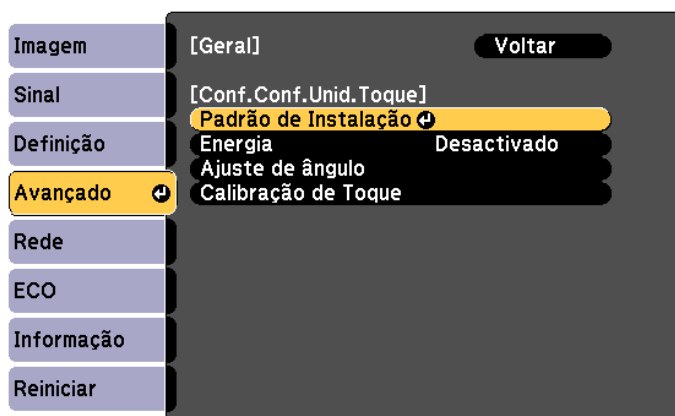 Imagem
Sinal
Definição
Avançado
Rede
ECO
Informação
Reiniciar
[Geral] Voltar
[Conf.Conf.Unid.Toque]
Padrão de Instalação
Energia Desactivado
Ajuste de ângulo
Calibração de Toque